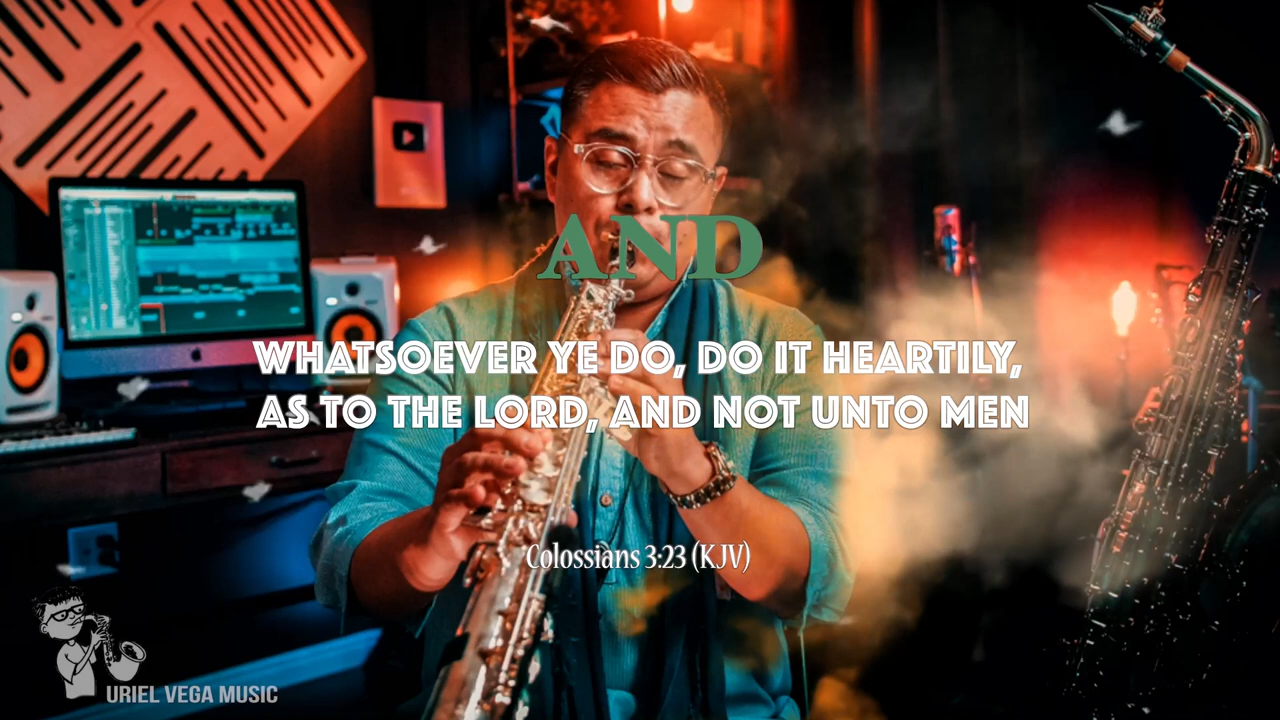 AND
WHATSOEVER YE DO, DO IT HEARTILY,
AS TO THE LORD, AND NOT UNTO MEN
Colossians 3:23 (KJV)
URIEL VEGA MUSIC